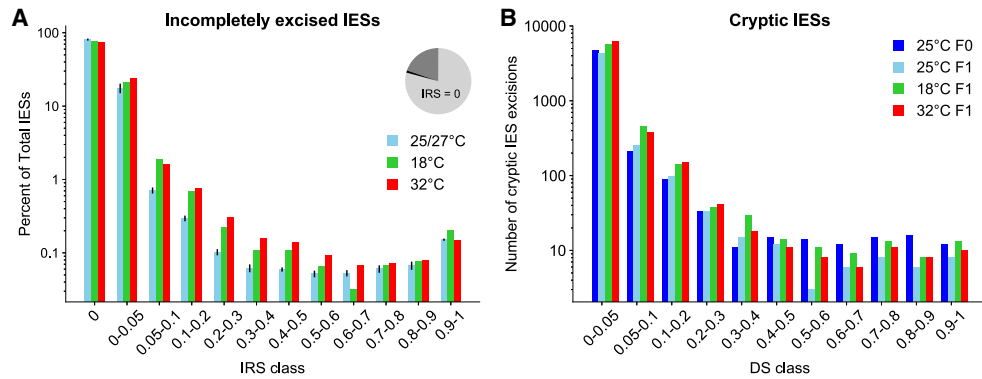 A
Incompletely excised IESs
100
10
1
0.1
Percent of Total IESs
IRS = 0
25/27°C
18°C
32°C
0
0-0.05
0.05-0.1
0.1-0.2
0.2-0.3
0.3-0.4
0.4-0.5
0.5-0.6
0.6-0.7
0.7-0.8
0.8-0.9
0.9-1
IRS class
B
Cryptic IESs
10000
1000
100
10
Number of cryptic IES excisions
25°C F0
25°C F1
18°C F1
32°C F1
0-0.05
0.05-0.1
0.1-0.2
0.2-0.3
0.3-0.4
0.4-0.5
0.5-0.6
0.6-0.7
0.7-0.8
0.8-0.9
0.9-1
DS class